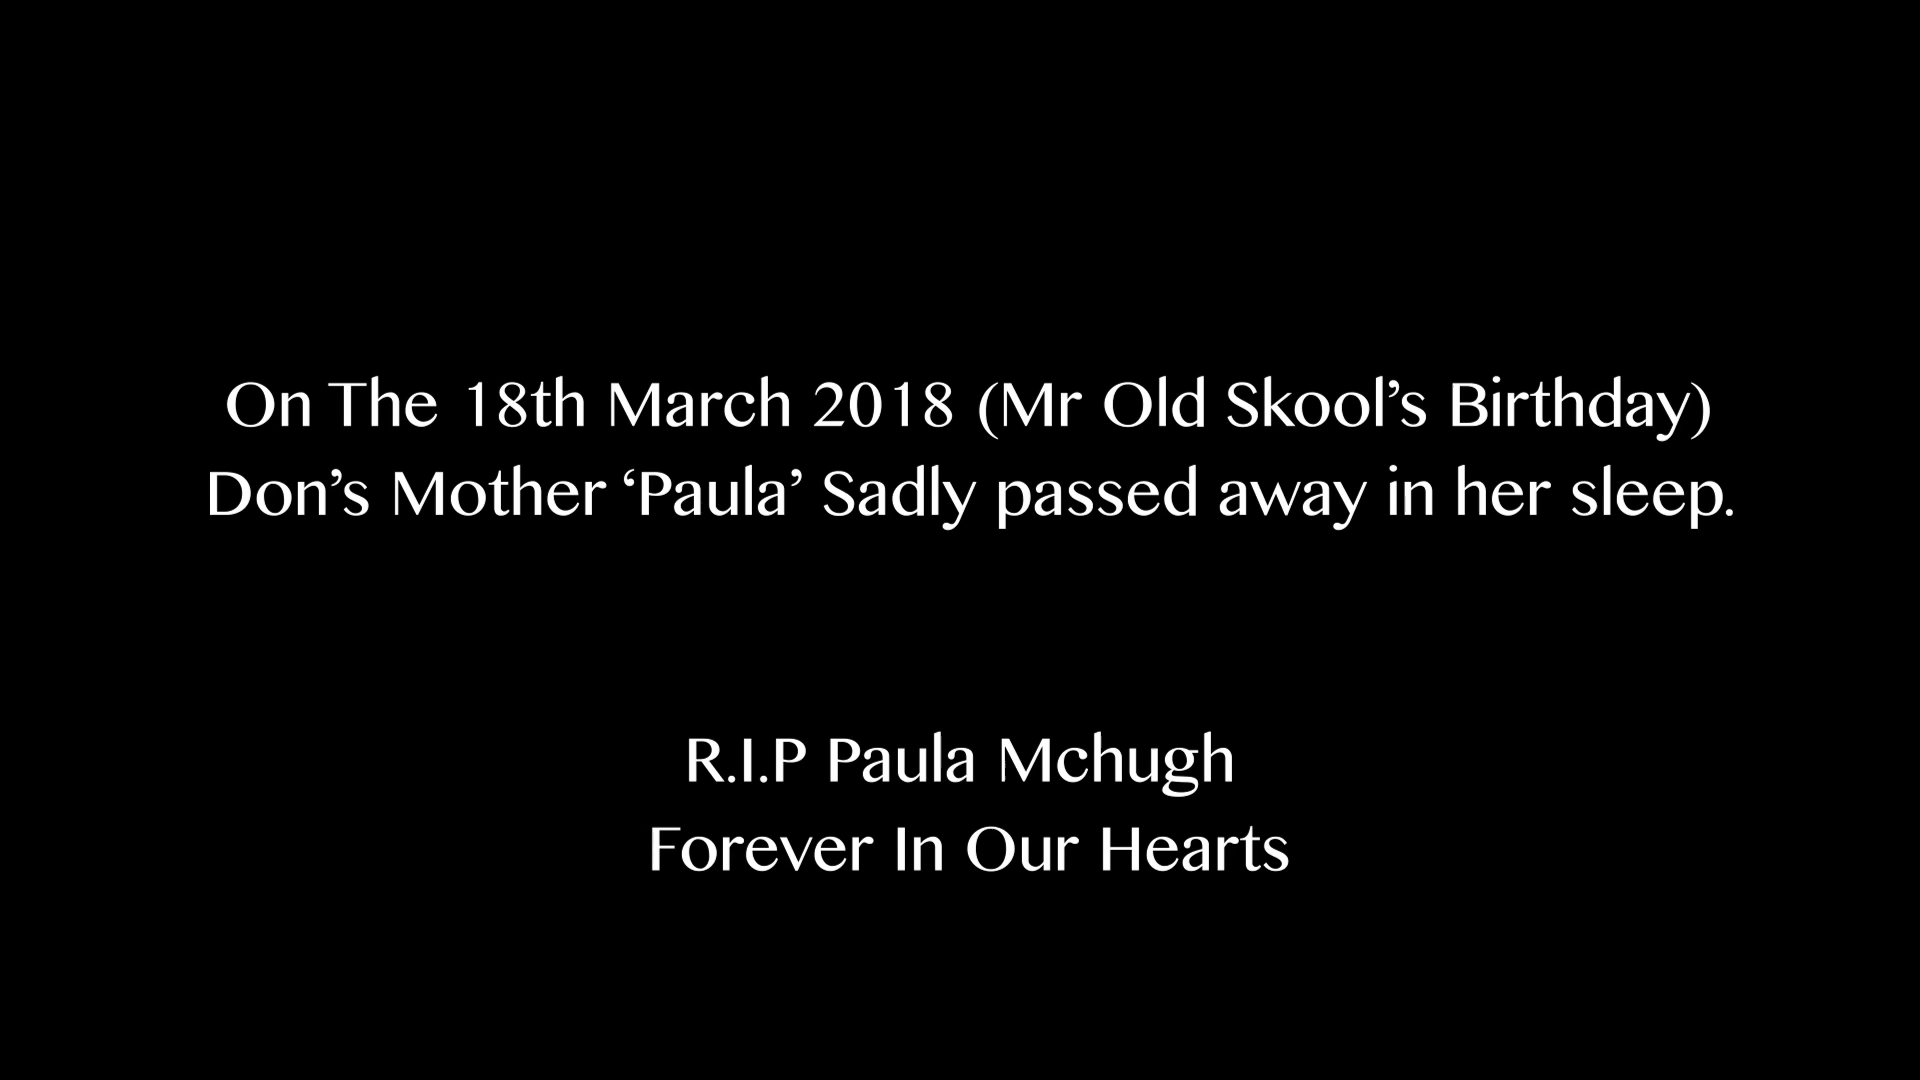 On The 18th March 2018 (Mr Old Skool’s Birthday)
Don’s Mother ‘Paula’ Sadly passed away in her sleep.
R.I.P Paula Mchugh
Forever In Our Hearts